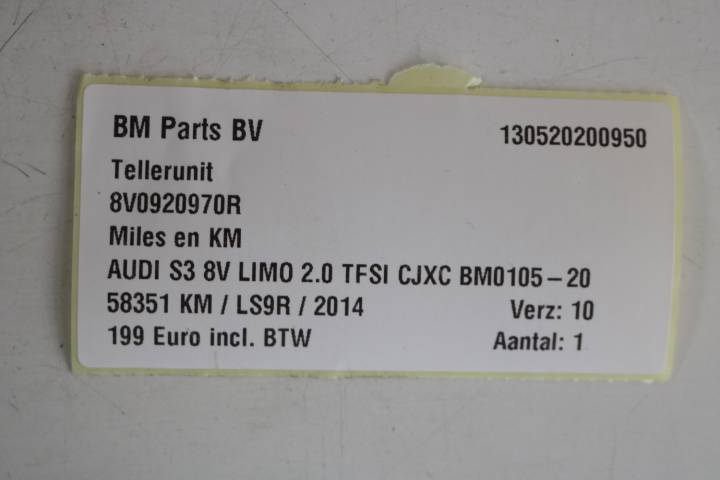 BM Parts BV 130520200950
Tellerunit
8V0920970R
Miles en KM
AUDI S3 8V LIMO 2.0 TFSI CJXC BM0105-20
58351 KM / LS9R / 2014 Verz: 10
199 Euro incl. BTW Aantal: 1